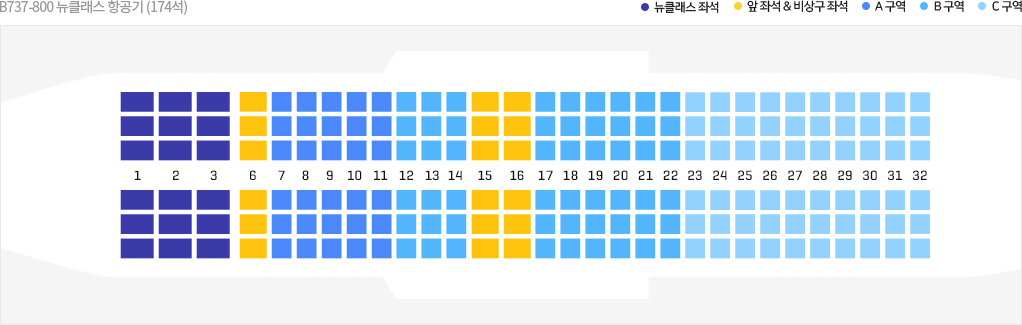 B737-800 뉴클래스 항공기 (174석)
뉴클래스 좌석 앞 좌석 & 비상구 좌석 A 구역 B 구역 C 구역
1 2 3 6 7 8 9 10 11 12 13 14 15 16 17 18 19 20 21 22 23 24 25 26 27 28 29 30 31 32